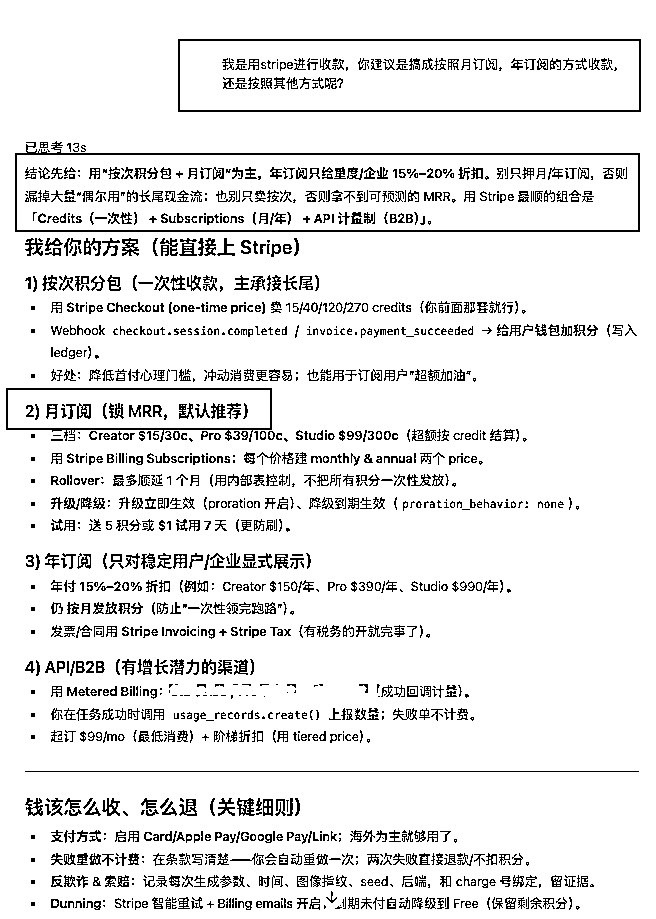 我是用stripe进行收款，你建议是搞成按照月订阅，年订阅的方式收款，
还是按照其他方式呢？
已思考 13s
结论先给：用“按次积分包 + 月订阅”为主，年订阅只给重度/企业 15%–20% 折扣。别只押月/年订阅，否则
漏掉大量“偶尔用”的长尾现金流；也别只卖按次，否则拿不到可预测的 MRR。用 Stripe 最顺的组合是
「Credits（一次性） + Subscriptions（月/年） + API 计量制（B2B）」。
我给你的方案（能直接上 Stripe）
1) 按次积分包（一次性收款，主承接长尾）
▪ 用 Stripe Checkout (one-time price) 卖 15/40/120/270 credits（你前面那套就行）。
▪ Webhook checkout.session.completed / invoice.payment_succeeded → 给用户钱包加积分（写入
ledger）。
▪ 好处：降低首付心理门槛，冲动消费更容易；也能用于订阅用户“超额加油”。
2) 月订阅（锁 MRR，默认推荐）
▪ 三档：Creator $15/30c、Pro $39/100c、Studio $99/300c（超额按 credit 结算）。
▪ 用 Stripe Billing Subscriptions；每个价格建 monthly & annual 两个 price。
▪ Rollover：最多顺延 1 个月（用内部表控制，不把所有积分一次性发放）。
▪ 升级/降级：升级立即生效（proration 开启）、降级到期生效（ proration_behavior: none ）。
▪ 试用：送 5 积分或 $1 试用 7 天（更防刷）。
3) 年订阅（只对稳定用户/企业显式展示）
▪ 年付 15%–20% 折扣（例如：Creator $150/年、Pro $390/年、Studio $990/年）。
▪ 仍按月发放积分（防止“一次性领完跑路”）。
▪ 发票/合同用 Stripe Invoicing + Stripe Tax（有税务的开就完事了）。
4) API/B2B（有增长潜力的渠道）
▪ 用 Metered Billing： （成功回调计量）。
▪ 你在任务成功时调用 usage_records.create() 上报数量；失败单不计费。
▪ 起订 $99/mo（最低消费）+ 阶梯折扣（用 tiered price）。
钱该怎么收、怎么退（关键细则）
▪ 支付方式：启用 Card/Apple Pay/Google Pay/Link；海外为主就够用了。
▪ 失败重做不计费：在条款写清楚——你会自动重做一次；两次失败直接退款/不扣积分。
▪ 反欺诈 & 索赔：记录每次生成参数、时间、图像指纹、seed、后端，和 charge 号绑定，留证据。
▪ Dunning：Stripe 智能重试 + Billing emails 开启，到期未付自动降级到 Free（保留剩余积分）。